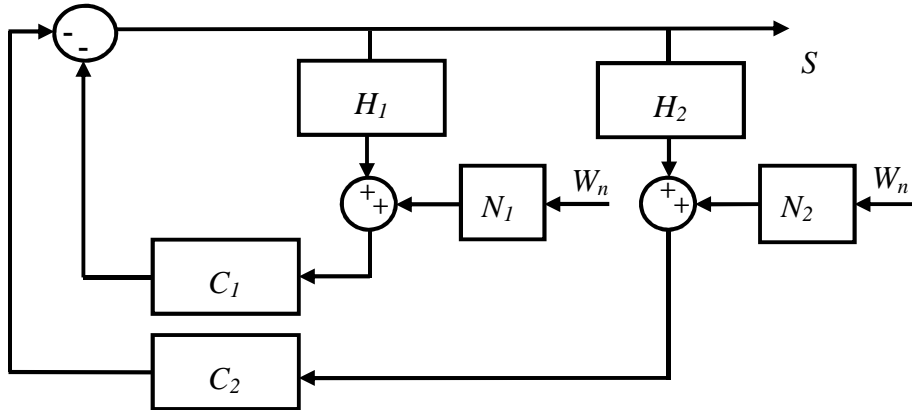 - -
S
H1
H2
+ +
+ +
Wn
Wn
N1
N2
C1
C2